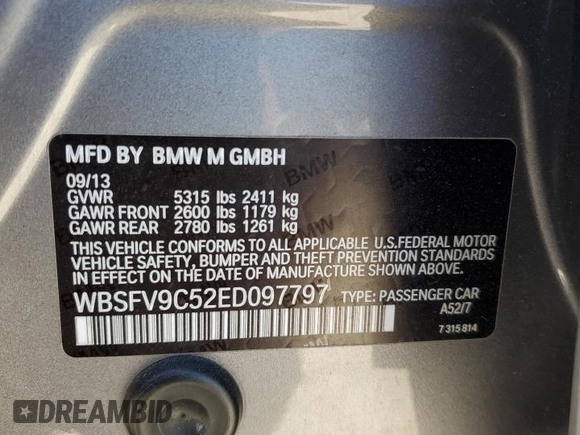 MFD BY BMW M GMBH
09/13
GVWR 5315 lbs 2411 kg
GAWR FRONT 2600 lbs 1179 kg
GAWR REAR 2780 lbs 1261 kg
THIS VEHICLE CONFORMS TO ALL APPLICABLE U.S.FEDERAL MOTOR
VEHICLE SAFETY, BUMPER AND THEFT PREVENTION STANDARDS
IN EFFECT ON THE DATE OF MANUFACTURE SHOWN ABOVE.
WBSFV9C52ED097797 TYPE: PASSENGER CAR
A52/7
7 315 814
DREAMBID